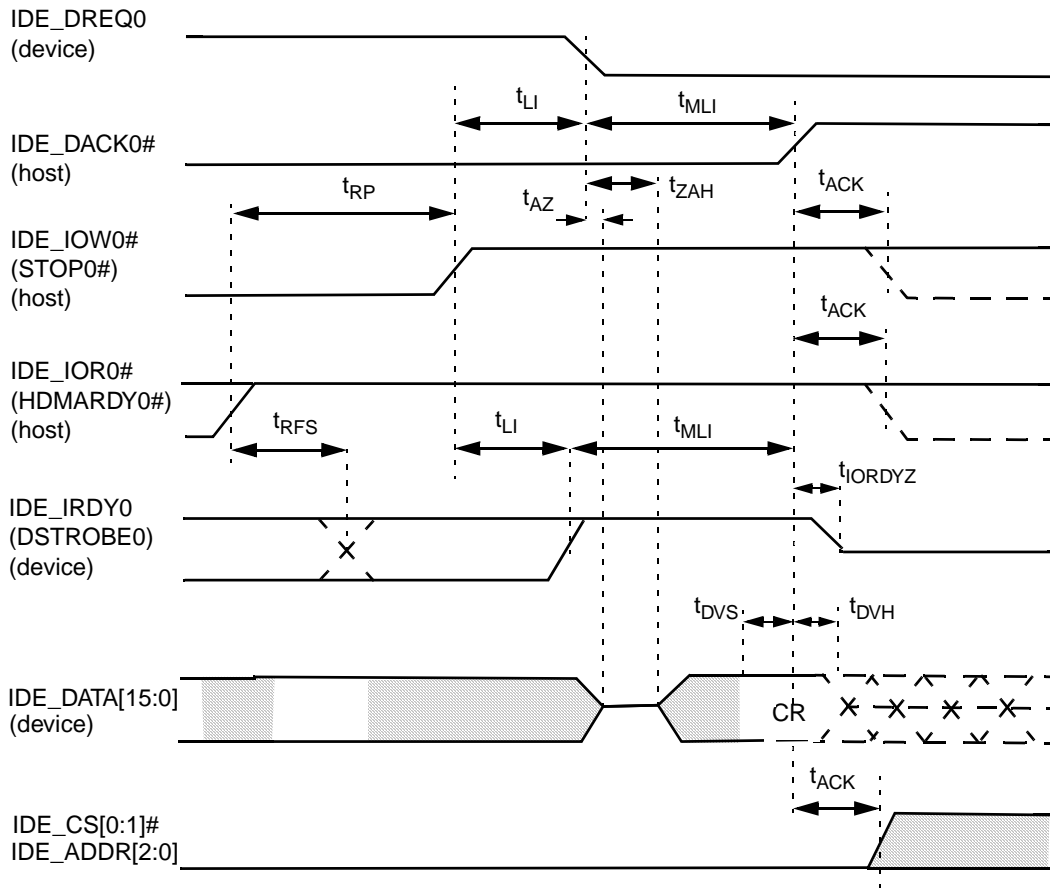 IDE_DREQ0
(device)
tLI
tMLI
IDE_DACK0#
(host)
tRP
tAZ
tZAH
tACK
IDE_IOW0#
(STOP0#)
(host)
tACK
IDE_IOR0#
(HDMARDY0#)
(host)
tRFS
tLI
tMLI
tIORDYZ
IDE_IRDY0
(DSTROBE0)
(device)
tDVS
tDVH
IDE_DATA[15:0]
(device)
CR
tACK
IDE_CS[0:1]#
IDE_ADDR[2:0]